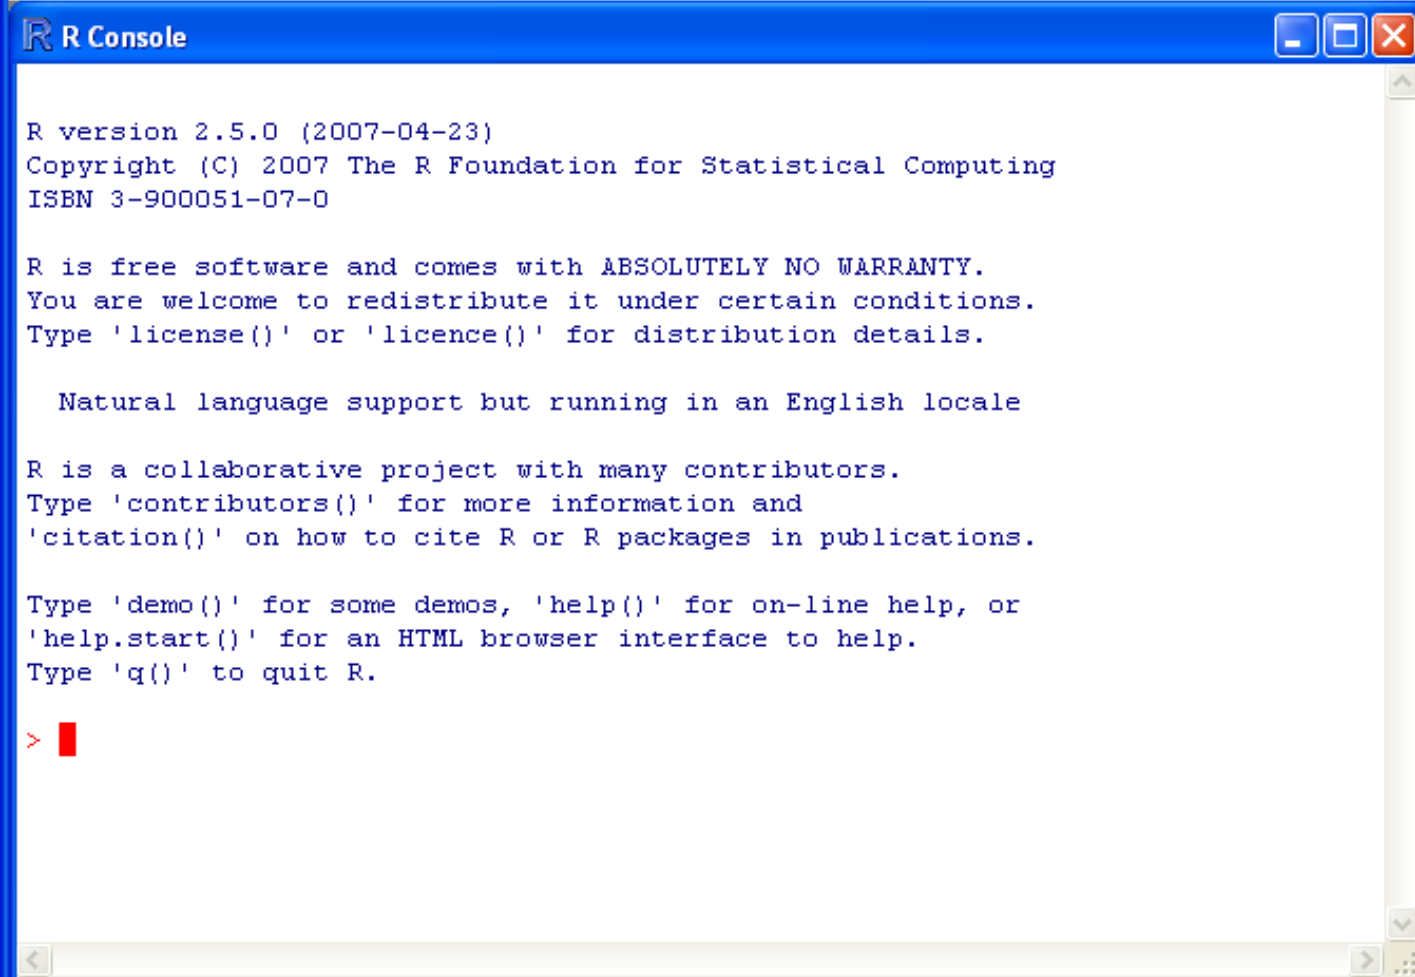 R Console
R version 2.5.0 (2007-04-23)
Copyright (C) 2007 The R Foundation for Statistical Computing
ISBN 3-900051-07-0
R is free software and comes with ABSOLUTELY NO WARRANTY.
You are welcome to redistribute it under certain conditions.
Type 'license()' or 'licence()' for distribution details.
Natural language support but running in an English locale
R is a collaborative project with many contributors.
Type 'contributors()' for more information and
'citation()' on how to cite R or R packages in publications.
Type 'demo()' for some demos, 'help()' for on-line help, or
'help.start()' for an HTML browser interface to help.
Type 'q()' to quit R.
>